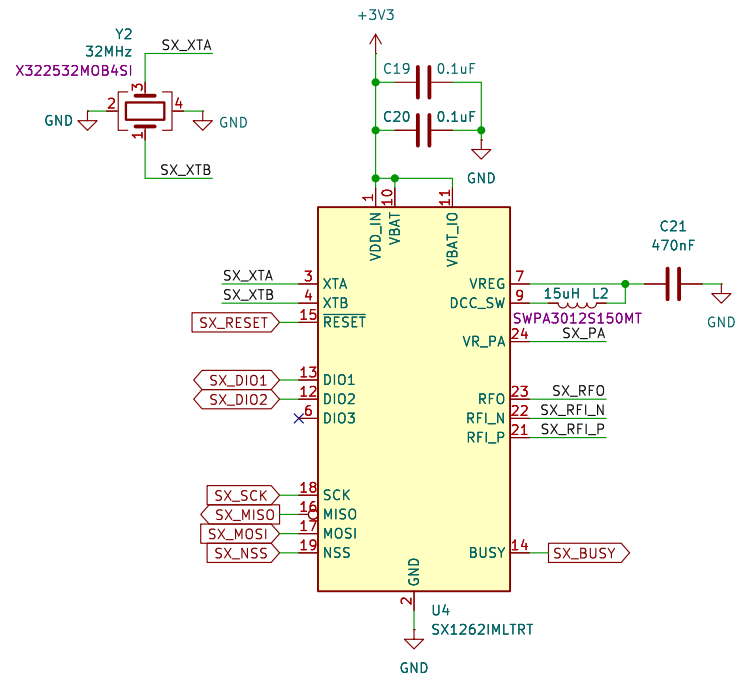 +3V3
Y2
32MHz
X322532MOB4SI
SX_XTA
3
2
4
GND
GND
1
SX_XTB
C19
0.1uF
C20
0.1uF
GND
1
10
11
VDD_IN
VBAT
VBAT_IO
C21
470nF
GND
SX_XTA
3
XTA
SX_XTB
4
XTB
SX_RESET
15
RESET
SX_DIO1
13
DIO1
SX_DIO2
12
DIO2
6
DIO3
SX_SCK
18
SCK
SX_MISO
16
MISO
SX_MOSI
17
MOSI
SX_NSS
19
NSS
VREG
7
DCC_SW
9
15uH
L2
SWPA3012S150MT
VR_PA
24
SX_PA
RFO
23
SX_RFO
RFI_N
22
SX_RFI_N
RFI_P
21
SX_RFI_P
BUSY
14
SX_BUSY
GND
2
U4
SX1262IMLTRT
GND